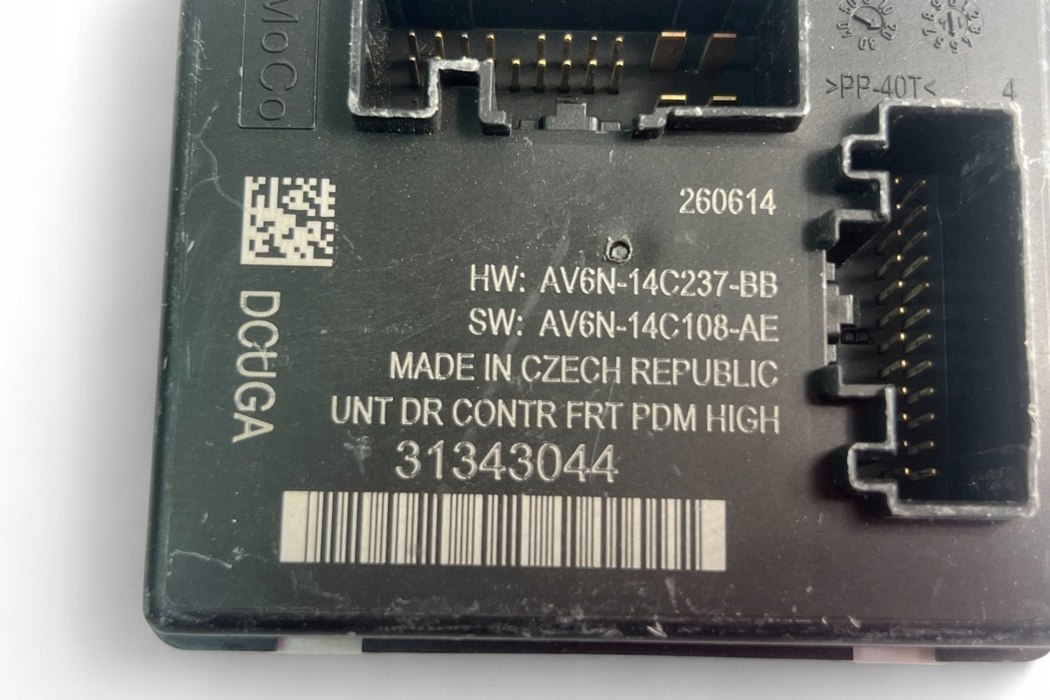 MoCo
>PP-40T<
4
260614
HW: AV6N-14C237-BB
SW: AV6N-14C108-AE
MADE IN CZECH REPUBLIC
UNT DR CONTR FRT PDM HIGH
31343044
DCUGA